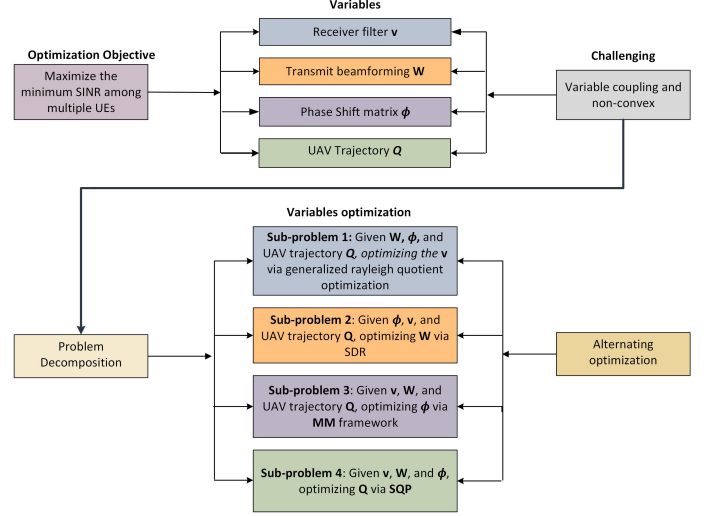 Variables
Optimization Objective
Maximize the
minimum SINR among
multiple UEs
Receiver filter v
Transmit beamforming W
Phase Shift matrix ϕ
UAV Trajectory Q
Challenging
Variable coupling and
non-convex
Variables optimization
Problem
Decomposition
Sub-problem 1: Given W, ϕ, and
UAV trajectory Q, optimizing the v
via generalized rayleigh quotient
optimization
Sub-problem 2: Given ϕ, v, and
UAV trajectory Q, optimizing W via
SDR
Sub-problem 3: Given v, W, and
UAV trajectory Q, optimizing ϕ via
MM framework
Sub-problem 4: Given v, W, and ϕ,
optimizing Q via SQP
Alternating
optimization